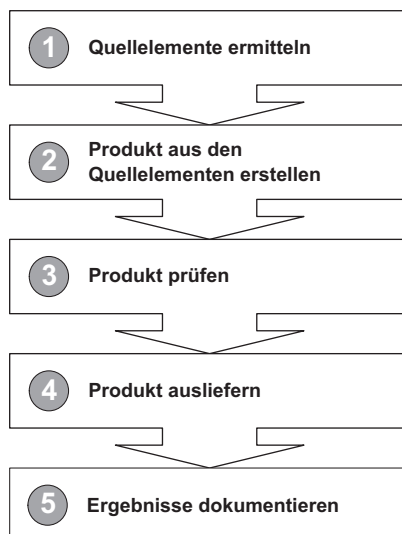 1 Quellelemente ermitteln
2 Produkt aus den
Quellelementen erstellen
3 Produkt prüfen
4 Produkt ausliefern
5 Ergebnisse dokumentieren